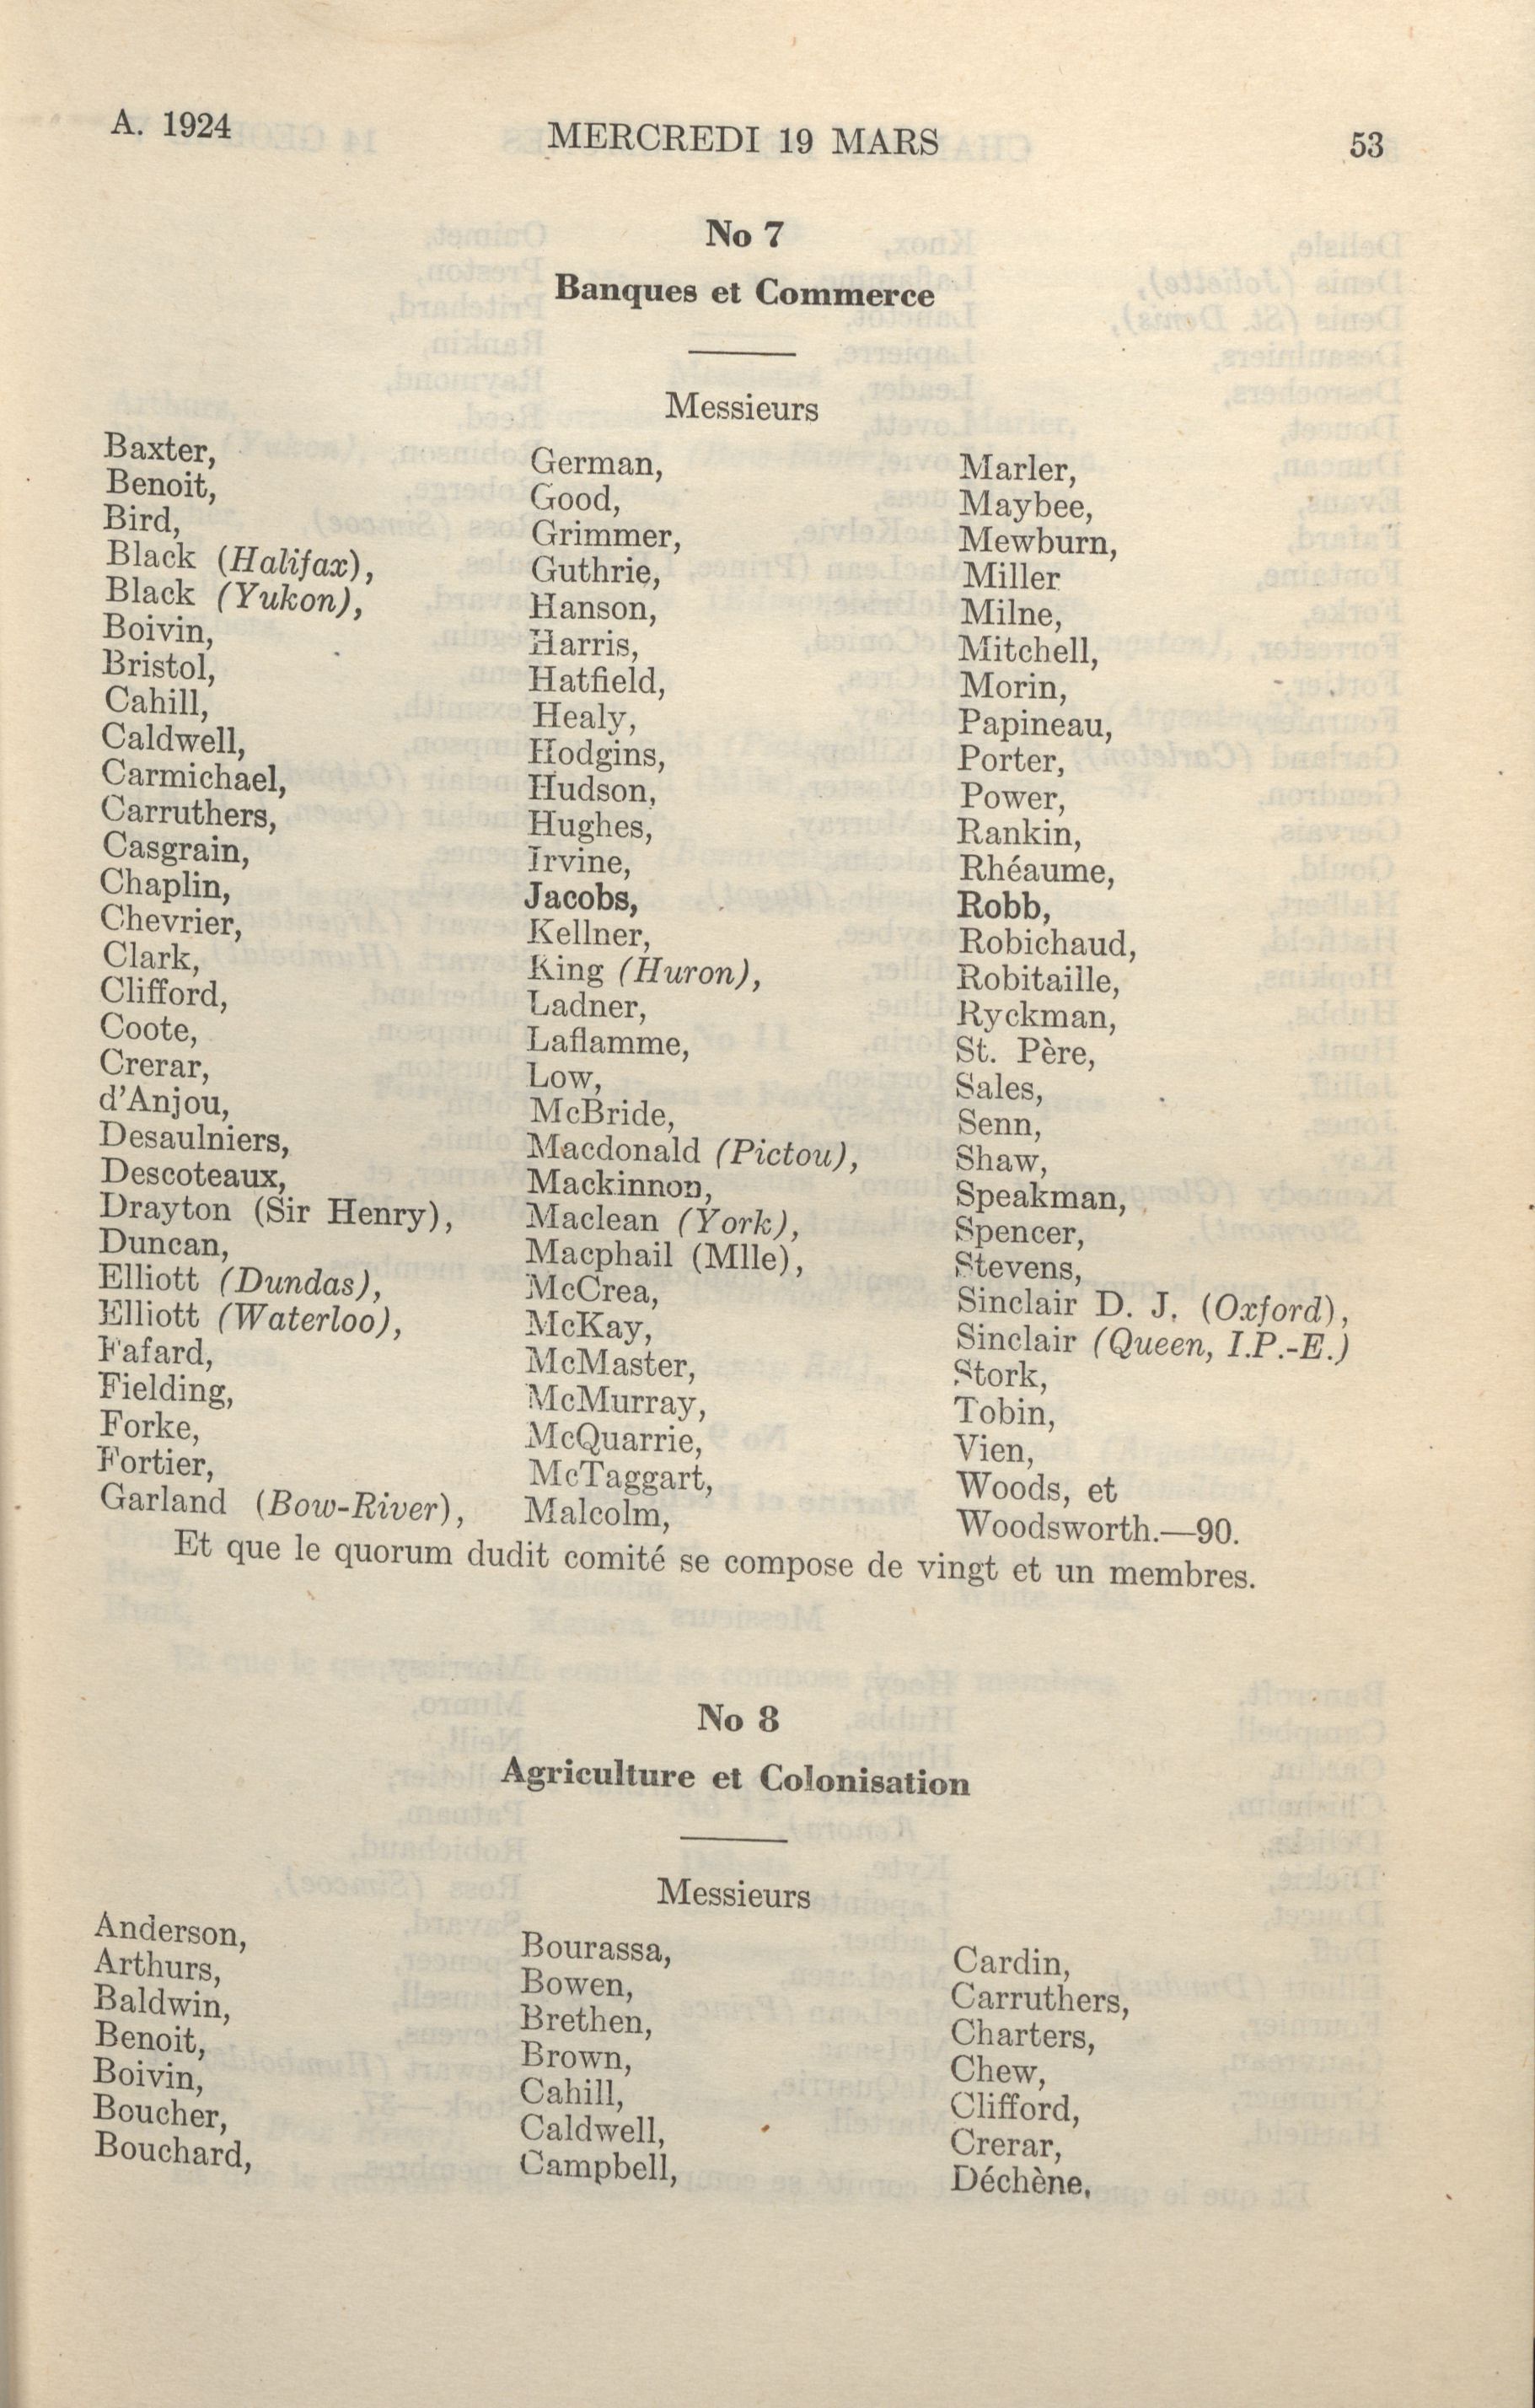 A. 1924 MERCREDI 19 MARS 53
No 7
Banques et Commerce
Messieurs
Baxter,
Benoit,
Bird,
Black (Halifax),
Black (Yukon),
Boivin,
Bristol,
Cahill,
Caldwell,
Carmichael,
Carruthers,
Casgrain,
Chaplin,
Chevrier,
Clark,
Clifford,
Coote,
Crerar,
d'Anjou,
Desaulniers,
Descoteaux,
Drayton (Sir Henry),
Duncan,
Elliott (Dundas),
Elliott (Waterloo),
Fafard,
Fielding,
Forke,
Fortier,
Garland (Bow-River),
German,
Good,
Grimmer,
Guthrie,
Hanson,
Harris,
Hatfield,
Healy,
Hodgins,
Hudson,
Hughes,
Irvine,
Jacobs,
Kellner,
King (Huron),
Ladner,
Laflamme,
Low,
McBride,
Macdonald (Pictou),
Mackinnon,
Maclean (York),
Macphail (Mlle),
McCrea,
McKay,
McMaster,
McMurray,
McQuarrie,
McTaggart,
Malcolm,
Marler,
Maybee,
Mewburn,
Miller
Milne,
Mitchell,
Morin,
Papineau,
Porter,
Power,
Rankin,
Rhéaume,
Robb,
Robichaud,
Robitaille,
Ryckman,
St. Père,
Sales,
Senn,
Shaw,
Speakman,
Spencer,
Stevens,
Sinclair D. J. (Oxford),
Sinclair (Queen, I.P.-E.)
Stork,
Tobin,
Vien,
Woods, et
Woodsworth.—90.
Et que le quorum dudit comité se compose de vingt et un membres.
No 8
Agriculture et Colonisation
Messieurs
Anderson,
Arthurs,
Baldwin,
Benoit,
Boivin,
Boucher,
Bouchard,
Bourassa,
Bowen,
Brethen,
Brown,
Cahill,
Caldwell,
Campbell,
Cardin,
Carruthers,
Charters,
Chew,
Clifford,
Crerar,
Déchène,